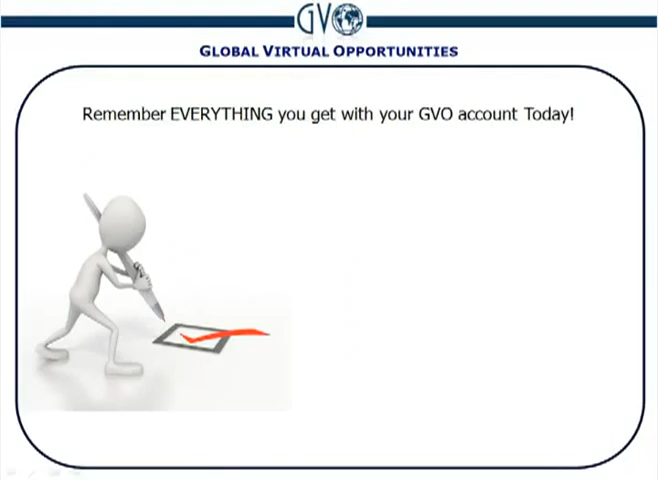 GVO
GLOBAL VIRTUAL OPPORTUNITIES
Remember EVERYTHING you get with your GVO account Today!